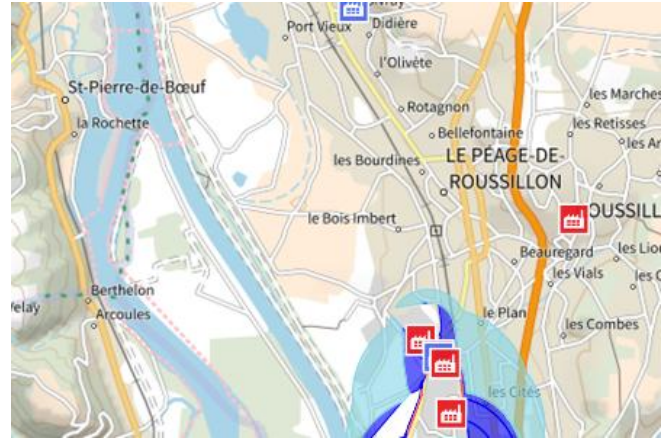 Port Vieux
Didière
l'Olivète
St-Pierre-de-Bœuf
les Marches
Rotagnon
la Rochette
les Retisses
Bellefontaine
les Bourdines
LE PÉAGE-DE-
ROUSSILLON
OUSSILL
le Bois Imbert
Beauregard
les Vials
Berthelon
Arcoules
le Plan
les Combes
les Cités